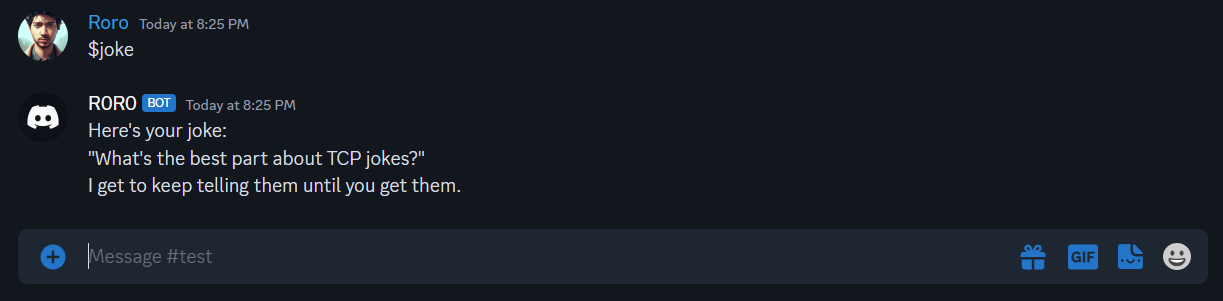 Roro Today at 8:25 PM
$joke
R0R0 BOT Today at 8:25 PM
Here's your joke:
"What's the best part about TCP jokes?"
I get to keep telling them until you get them.
Message #test
GIF